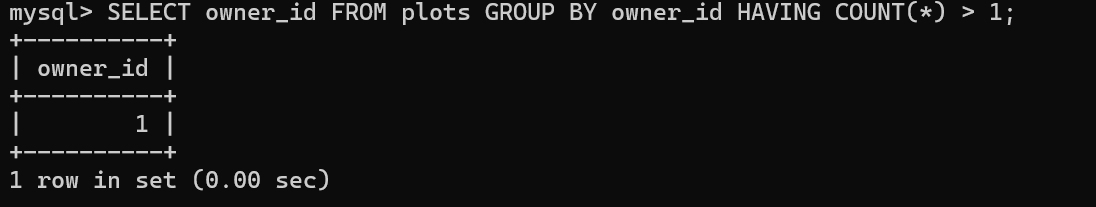 mysql> SELECT owner_id FROM plots GROUP BY owner_id HAVING COUNT(*) > 1;
+----------+
| owner_id |
+----------+
|        1 |
+----------+
1 row in set (0.00 sec)